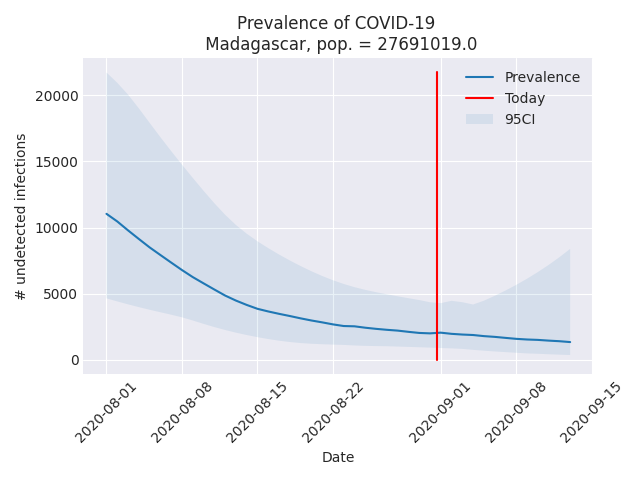 Prevalence of COVID-19
Madagascar, pop. = 27691019.0
Prevalence
Today
95CI
# undetected infections
20000
15000
10000
5000
0
2020-08-01
2020-08-08
2020-08-15
2020-08-22
2020-09-01
2020-09-08
2020-09-15
Date